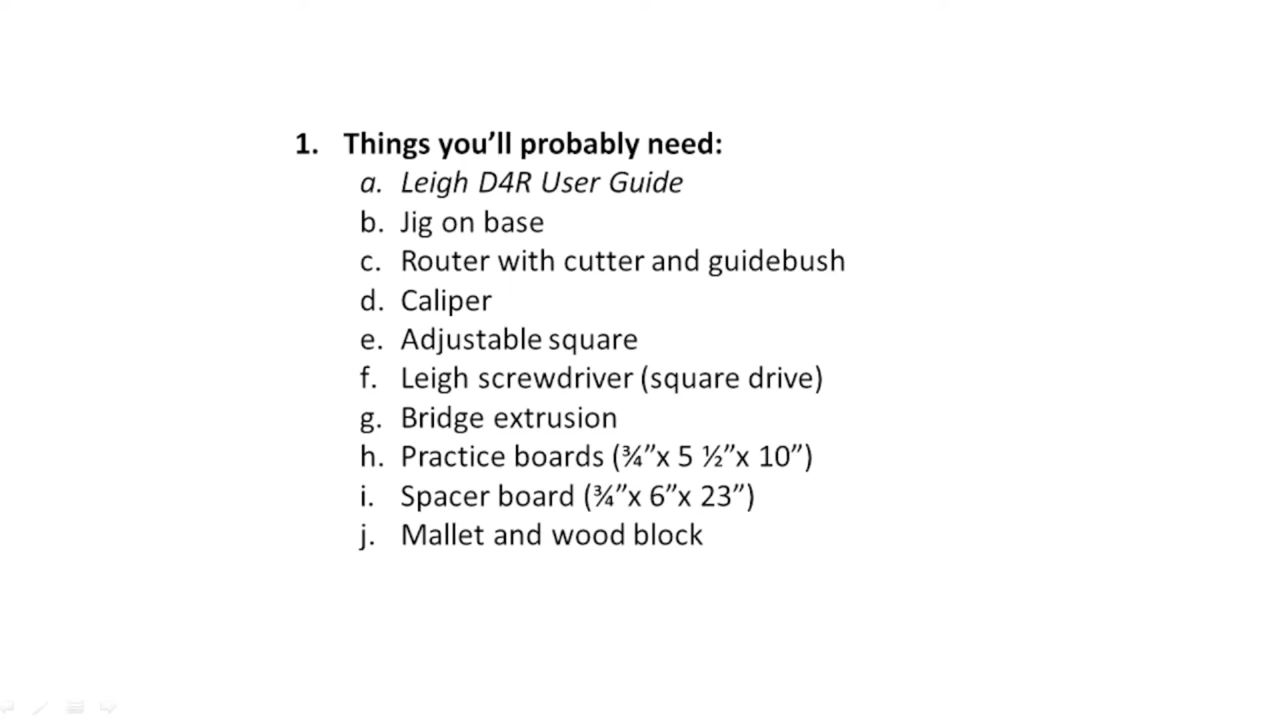 1. Things you’ll probably need:
a. Leigh D4R User Guide
b. Jig on base
c. Router with cutter and guidebush
d. Caliper
e. Adjustable square
f. Leigh screwdriver (square drive)
g. Bridge extrusion
h. Practice boards (¾”x 5 ½”x 10”)
i. Spacer board (¾”x 6”x 23”)
j. Mallet and wood block